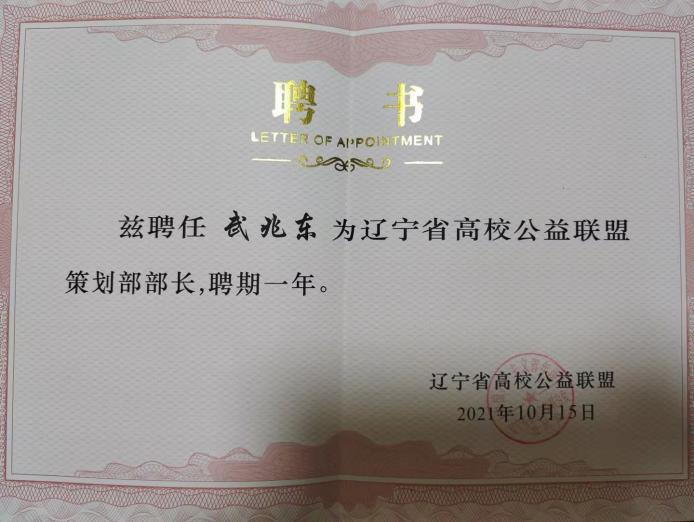 聘书
LETTER OF APPOINTMENT
兹聘任 武兆东 为辽宁省高校公益联盟
策划部部长,聘期一年。
辽宁省高校公益联盟
2021年10月15日